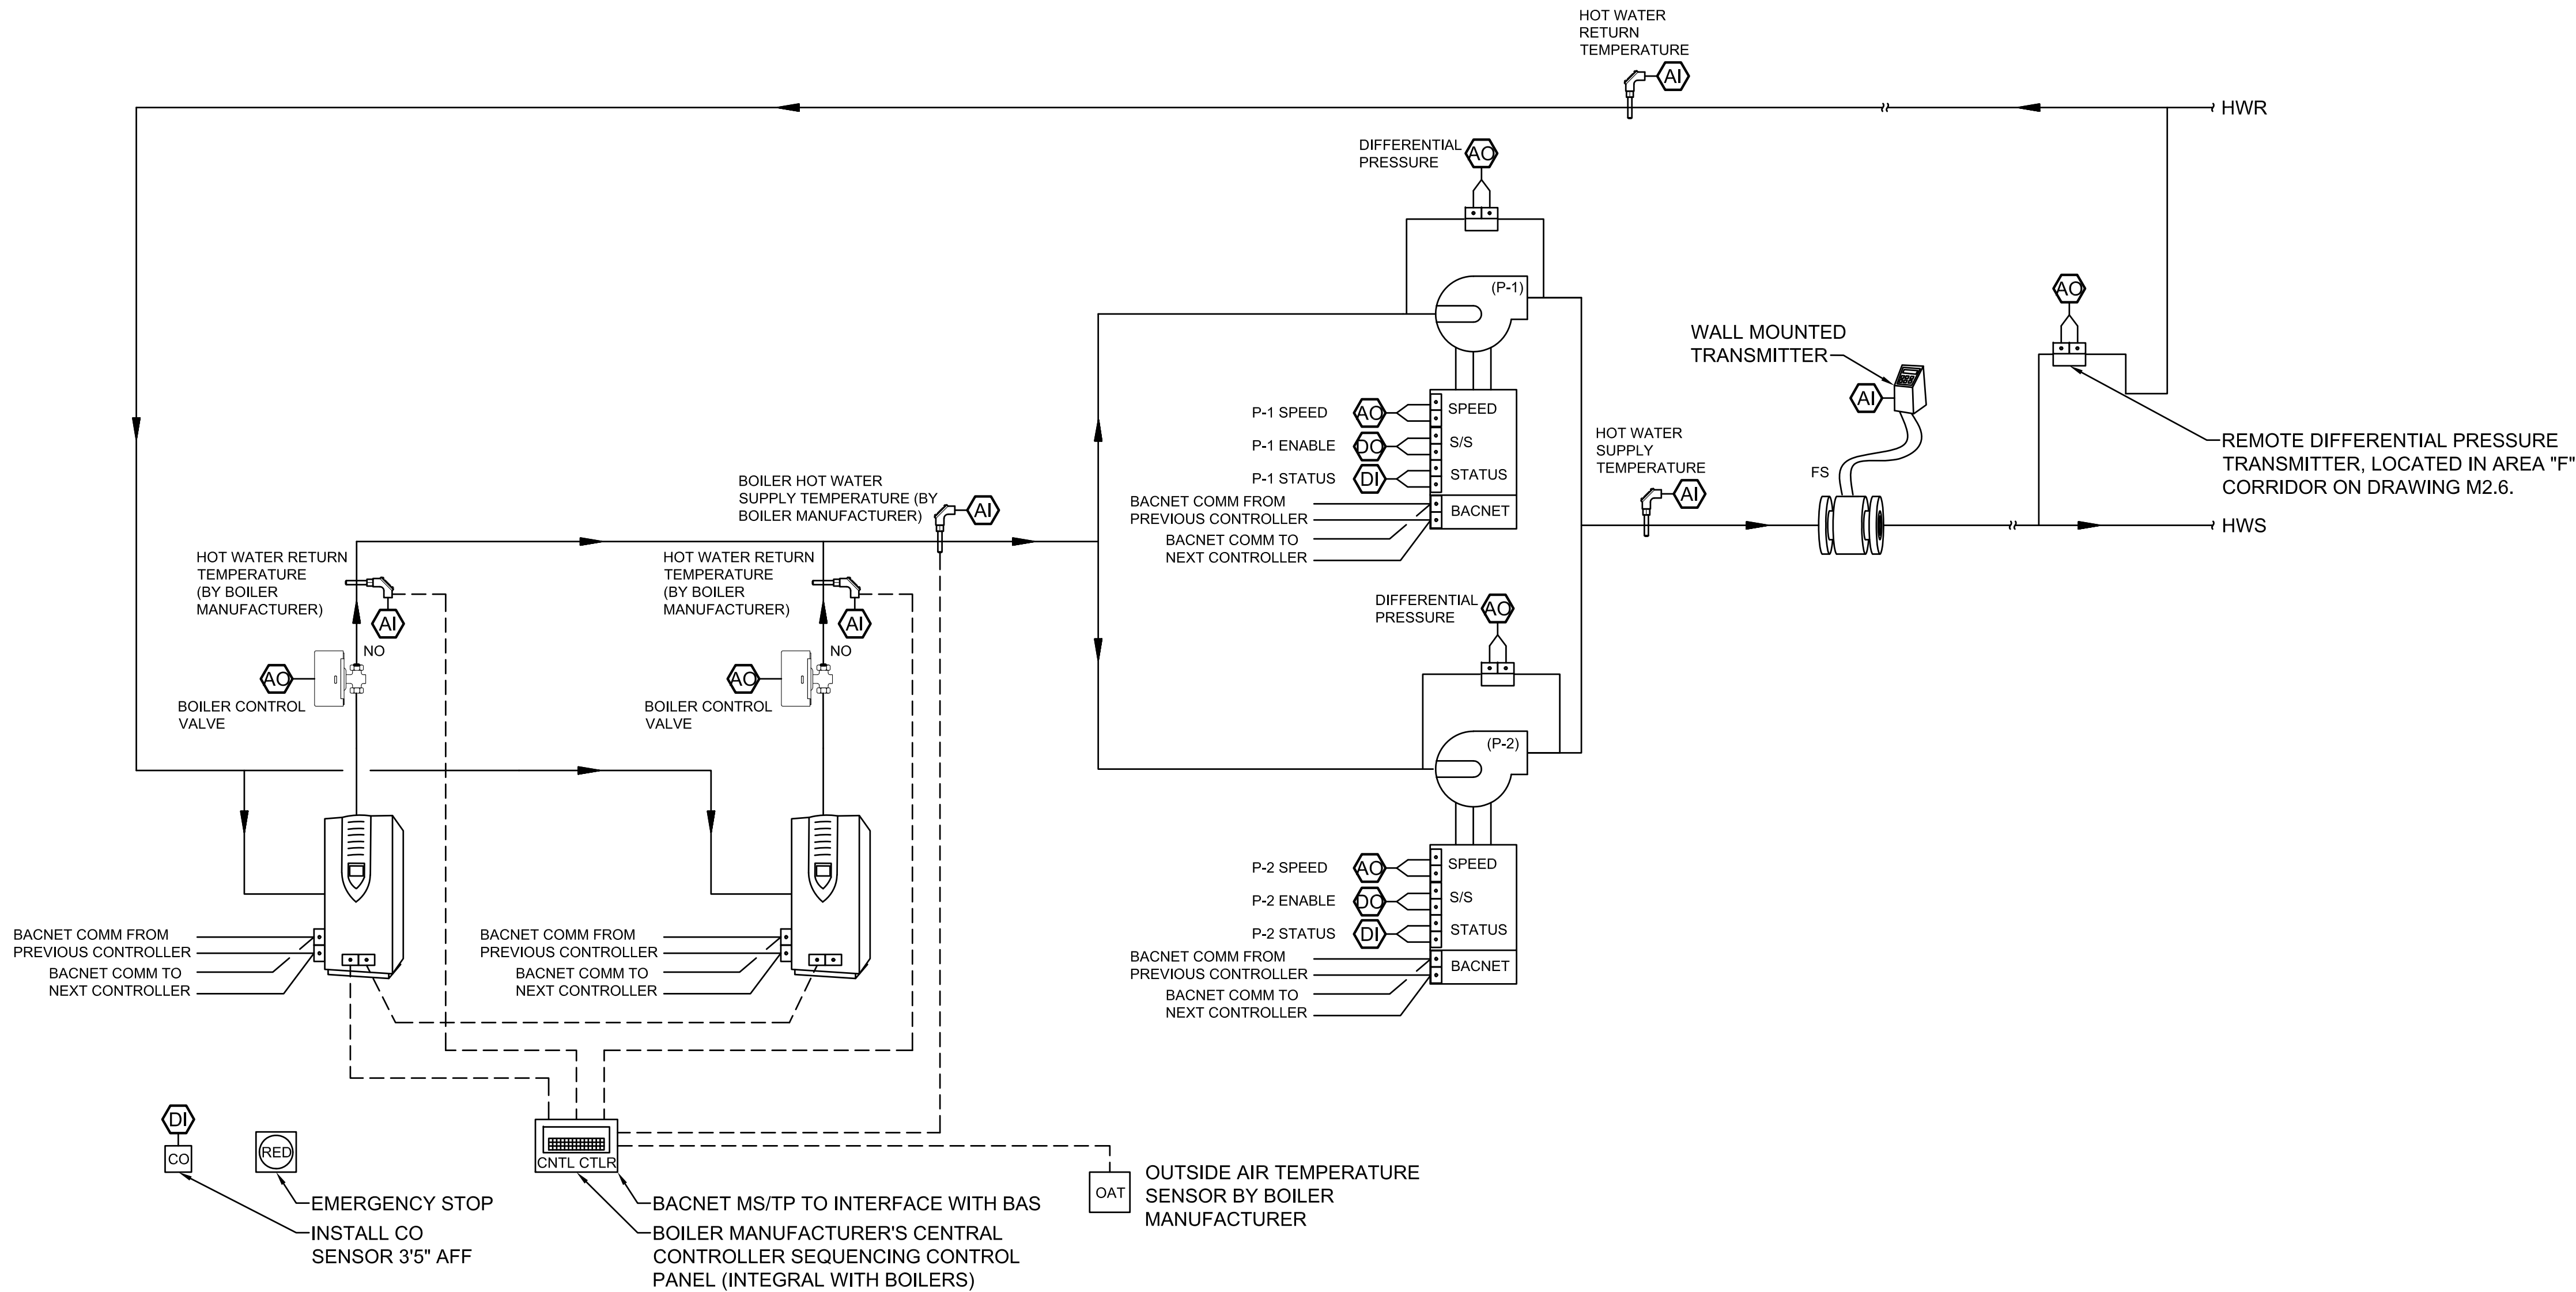 HOT WATER
RETURN
TEMPERATURE
AI
HWR
DIFFERENTIAL
PRESSURE
AO
(P-1)
P-1 SPEED
AO
SPEED
P-1 ENABLE
DO
S/S
P-1 STATUS
DI
STATUS
BACNET COMM FROM
PREVIOUS CONTROLLER
BACNET
BACNET COMM TO
NEXT CONTROLLER
AO
WALL MOUNTED
TRANSMITTER
AI
FS
HOT WATER
SUPPLY
TEMPERATURE
AI
REMOTE DIFFERENTIAL PRESSURE
TRANSMITTER, LOCATED IN AREA "F"
CORRIDOR ON DRAWING M2.6.
HWS
BOILER HOT WATER
SUPPLY TEMPERATURE (BY
BOILER MANUFACTURER)
AI
HOT WATER RETURN
TEMPERATURE
(BY BOILER
MANUFACTURER)
AI
NO
AO
BOILER CONTROL
VALVE
HOT WATER RETURN
TEMPERATURE
(BY BOILER
MANUFACTURER)
AI
NO
AO
BOILER CONTROL
VALVE
DIFFERENTIAL
PRESSURE
AO
(P-2)
P-2 SPEED
AO
SPEED
P-2 ENABLE
DO
S/S
P-2 STATUS
DI
STATUS
BACNET COMM FROM
PREVIOUS CONTROLLER
BACNET
BACNET COMM TO
NEXT CONTROLLER
BACNET COMM FROM
PREVIOUS CONTROLLER
BACNET COMM TO
NEXT CONTROLLER
BACNET COMM FROM
PREVIOUS CONTROLLER
BACNET COMM TO
NEXT CONTROLLER
DI
CO
RED
EMERGENCY STOP
INSTALL CO
SENSOR 3'5" AFF
CNTL CTLR
BACNET MS/TP TO INTERFACE WITH BAS
BOILER MANUFACTURER'S CENTRAL
CONTROLLER SEQUENCING CONTROL
PANEL (INTEGRAL WITH BOILERS)
OAT
OUTSIDE AIR TEMPERATURE
SENSOR BY BOILER
MANUFACTURER